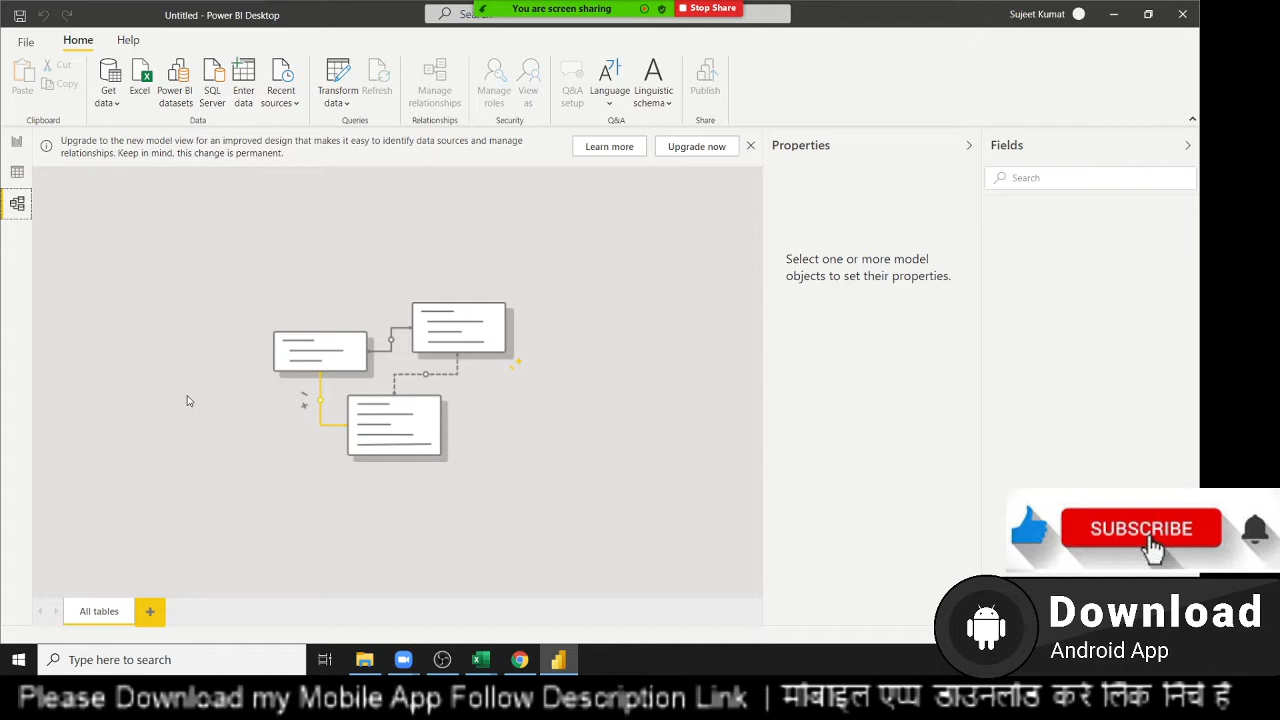 Untitled - Power BI Desktop
Search
You are screen sharing
Stop Share
Sujeet Kumat
File
Home
Help
Paste
Cut
Copy
Get data
Excel
Power BI datasets
SQL Server
Enter data
Recent sources
Transform data
Refresh
Manage relationships
Manage roles
View as
Q&A setup
Language
Linguistic schema
Publish
Clipboard
Data
Queries
Relationships
Security
Q&A
Share
Upgrade to the new model view for an improved design that makes it easy to identify data sources and manage
relationships. Keep in mind, this change is permanent.
Learn more
Upgrade now
Properties
Fields
Search
Select one or more model
objects to set their properties.
SUBSCRIBE
Download
Android App
All tables
Type here to search
Please Download my Mobile App Follow Description Link | मोबाइल एप्प डाउनलोड करे लिंक निचे है